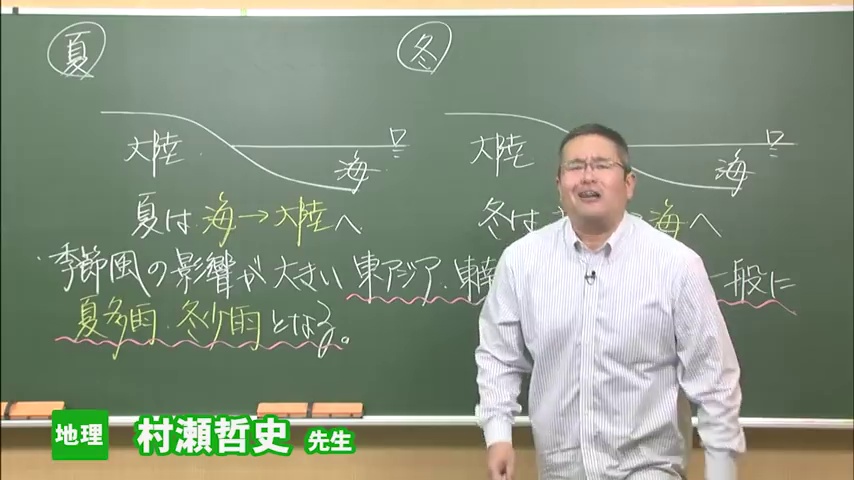 夏
冬
大陸
海
大陸
海
夏は 海→大陸へ
冬は 海へ
季節風の影響が大きい東アジア・東南 一般に
夏多雨・冬少雨となる。
地理 村瀬哲史 先生